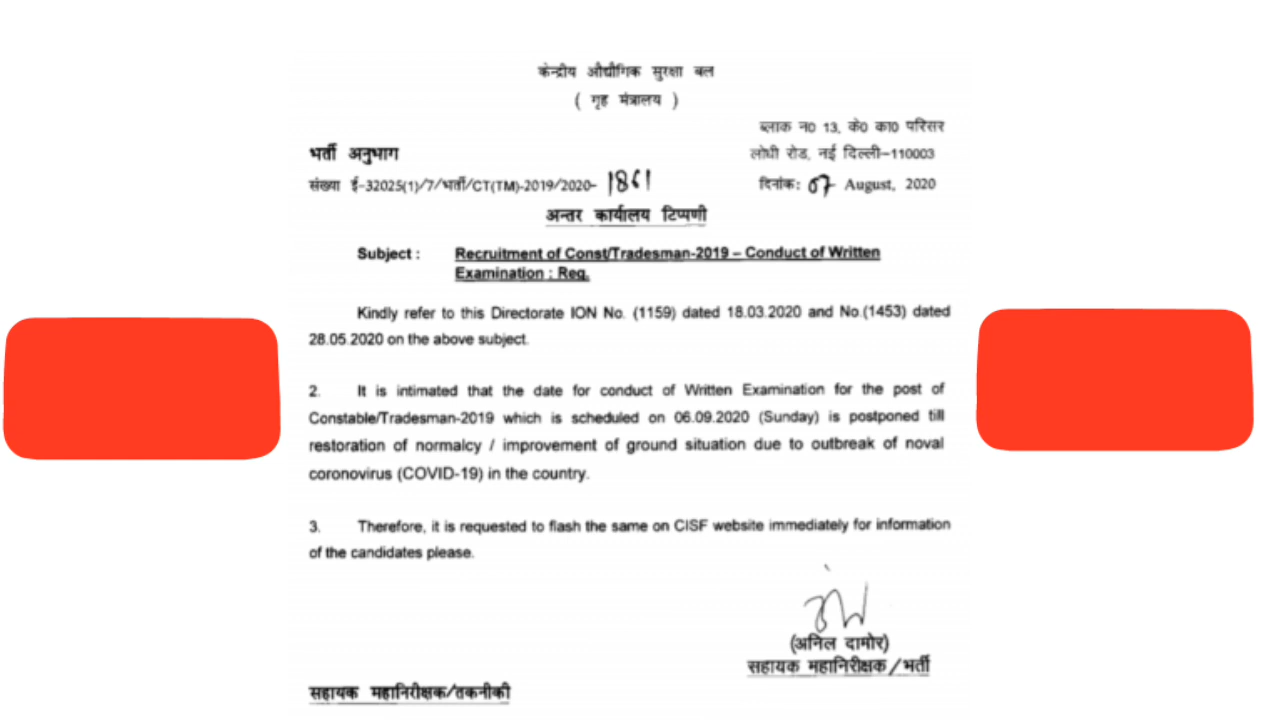 केन्द्रीय औद्यौगिक सुरक्षा बल
( गृह मंत्रालय )
ब्लाक न0 13, के0 का0 परिसर
भर्ती अनुभाग
लोधी रोड, नई दिल्ली–110003
संख्या ई-32025(1)/7/भर्ती/CT(TM)-2019/2020- 1861
दिनांक: 07 August, 2020
अन्तर कार्यालय टिप्पणी
Subject : Recruitment of Const/Tradesman-2019 – Conduct of Written
Examination : Reg.
Kindly refer to this Directorate ION No. (1159) dated 18.03.2020 and No.(1453) dated
28.05.2020 on the above subject.
2. It is intimated that the date for conduct of Written Examination for the post of
Constable/Tradesman-2019 which is scheduled on 06.09.2020 (Sunday) is postponed till
restoration of normalcy / improvement of ground situation due to outbreak of noval
coronovirus (COVID-19) in the country.
3. Therefore, it is requested to flash the same on CISF website immediately for information
of the candidates please.
(अनिल दामोर)
सहायक महानिरीक्षक/भर्ती
सहायक महानिरीक्षक/तकनीकी